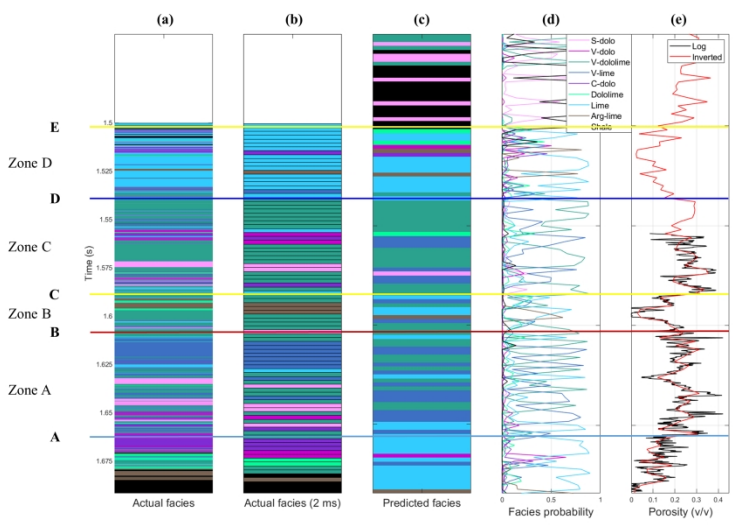 (a) (b) (c) (d) (e)
S-dolo
V-dolo
V-dololime
V-lime
C-dolo
Dololime
Lime
Arg-lime
Shale
Log
Inverted
1.5
E
Zone D
1.525
D
1.55
Zone C
Time (s)
1.575
C
Zone B
1.6
B
1.625
Zone A
1.65
A
1.675
0 0.5 1
0 0.1 0.2 0.3 0.4
Actual facies
Actual facies (2 ms)
Predicted facies
Facies probability
Porosity (v/v)